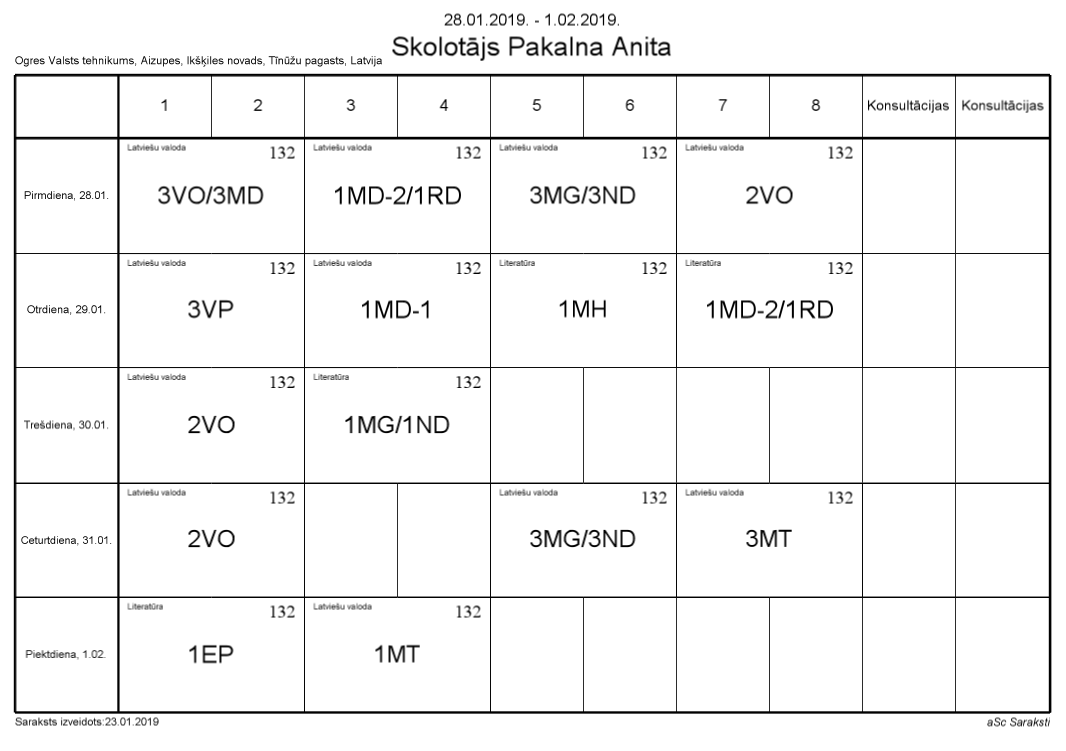 28.01.2019. - 1.02.2019.
Skolotājs Pakalna Anita
Ogres Valsts tehnikums, Aizupes, Ikšķiles novads, Tīnūžu pagasts, Latvija
1 2 3 4 5 6 7 8 Konsultācijas Konsultācijas
Latviešu valoda 132 Latviešu valoda 132 Latviešu valoda 132 Latviešu valoda 132
Pirmdiena, 28.01. 3VO/3MD 1MD-2/1RD 3MG/3ND 2VO
Latviešu valoda 132 Latviešu valoda 132 Literatūra 132 Literatūra 132
Otrdiena, 29.01. 3VP 1MD-1 1MH 1MD-2/1RD
Latviešu valoda 132 Literatūra 132
Trešdiena, 30.01. 2VO 1MG/1ND
Latviešu valoda 132 Latviešu valoda 132 Latviešu valoda 132
Ceturtdiena, 31.01. 2VO 3MG/3ND 3MT
Literatūra 132 Latviešu valoda 132
Piektdiena, 1.02. 1EP 1MT
Saraksts izveidots:23.01.2019 aSc Saraksti